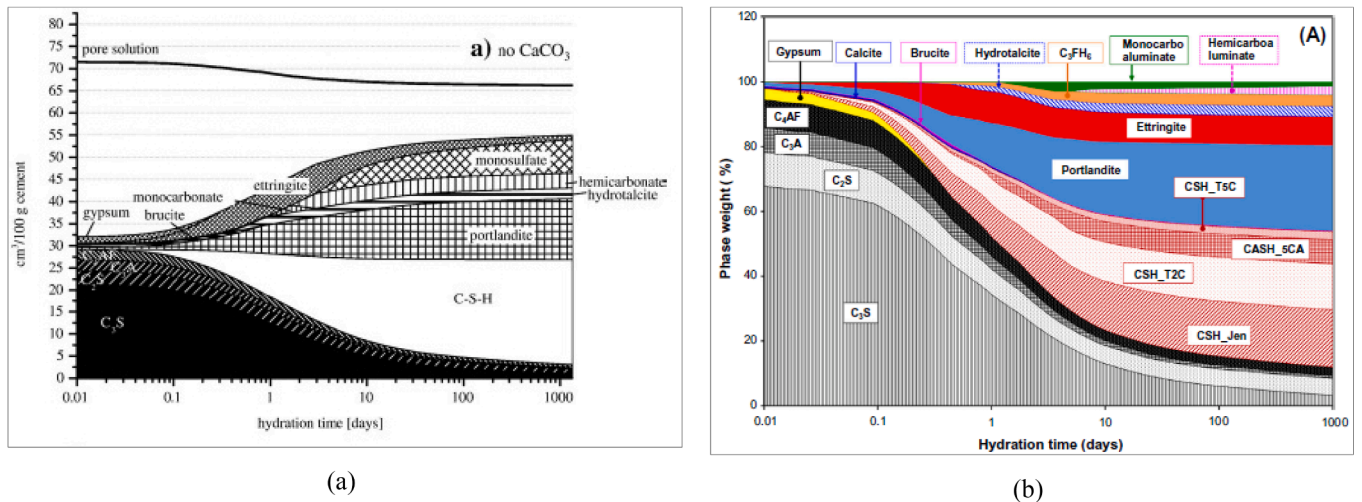 a) no CaCO₃
pore solution
80
75
70
65
60
55
50
45
40
35
30
25
20
15
10
5
0
cm³/100 g cement
monosulfate
ettringite
monocarbonate
hemicarbonate
hydrotalcite
gypsum
brucite
portlandite
C₂S
C-S-H
C₃S
0.01
0.1
1
10
100
1000
hydration time [days]
(a)
(A)
120
100
80
60
40
20
0
Phase weight ( %)
Gypsum
Calcite
Brucite
Hydrotalcite
C₃FH₆
Monocarbo
aluminate
Hemicarboa
luminate
C₄AF
C₃A
C₂S
Ettringite
Portlandite
CSH_T5C
CASH_5CA
CSH_T2C
C₃S
CSH_Jen
0.01
0.1
1
10
100
1000
Hydration time (days)
(b)